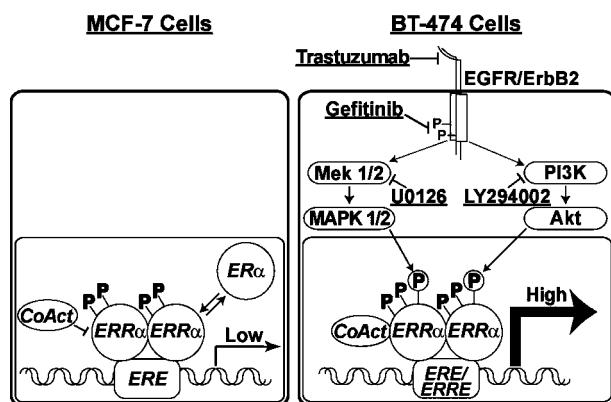 MCF-7 Cells
BT-474 Cells
Trastuzumab
EGFR/ErbB2
Gefitinib
P
P
Mek 1/2
PI3K
U0126
LY294002
MAPK 1/2
Akt
ERα
P
P
P
P
CoAct
ERRα
ERRα
Low
ERE
P
P
P
P
P
P
High
CoAct
ERRα
ERRα
ERE/
ERRE